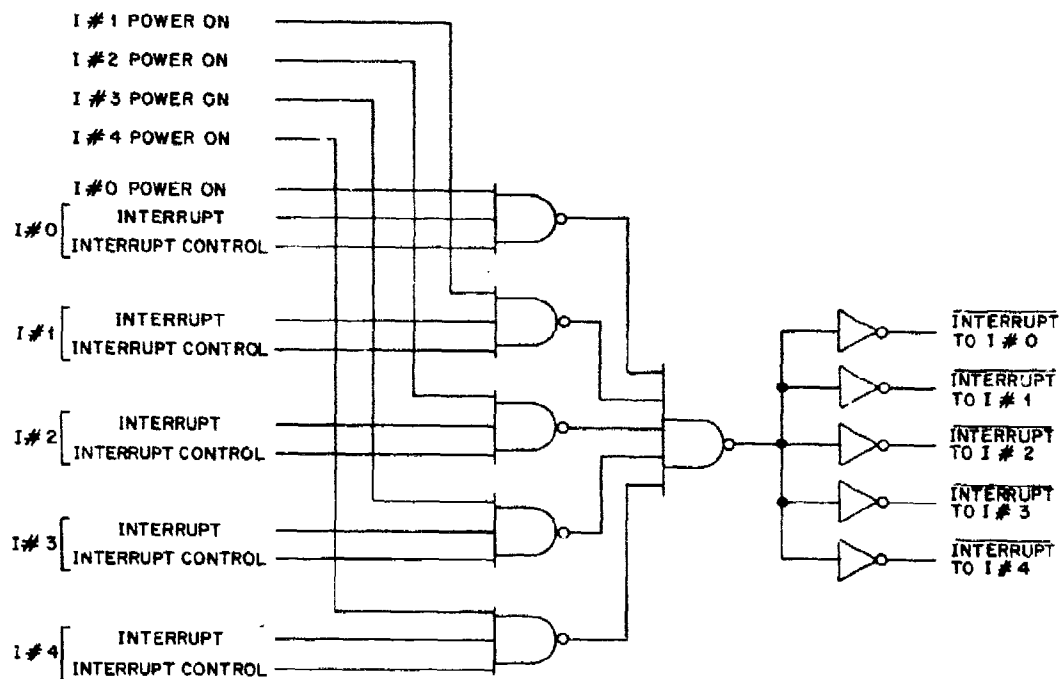 I #1 POWER ON
I #2 POWER ON
I #3 POWER ON
I #4 POWER ON
I #0 POWER ON
I #0
INTERRUPT
INTERRUPT CONTROL
I #1
INTERRUPT
INTERRUPT CONTROL
I #2
INTERRUPT
INTERRUPT CONTROL
I #3
INTERRUPT
INTERRUPT CONTROL
I #4
INTERRUPT
INTERRUPT CONTROL
INTERRUPT
TO I #0
INTERRUPT
TO I #1
INTERRUPT
TO I #2
INTERRUPT
TO I #3
INTERRUPT
TO I #4